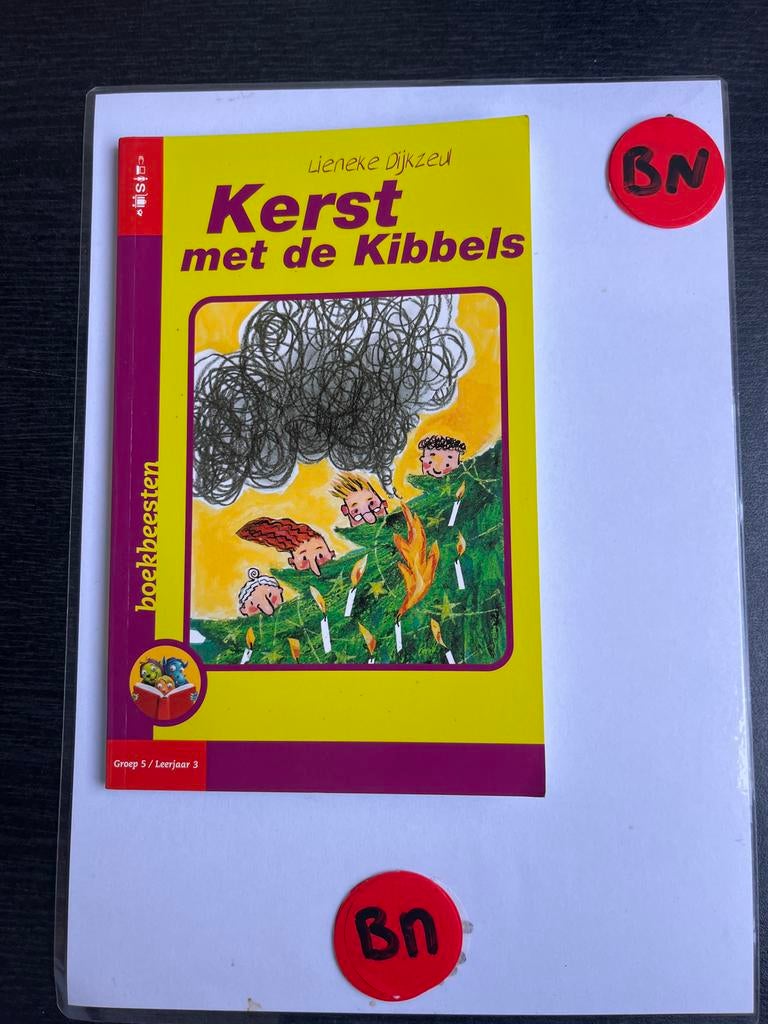 BN
Lieneke Dijkzeul
Kerst
met de Kibbels
boekbeesten
Groep 5 / Leerjaar 3
Bn